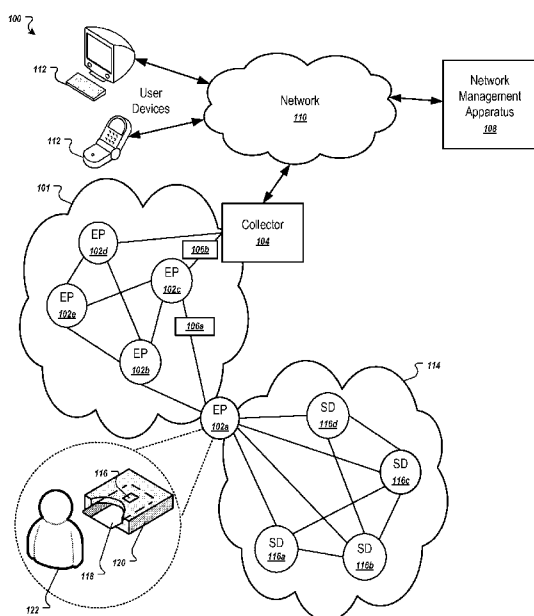 100
112
User
Devices
112
Network
110
Network
Management
Apparatus
108
101
Collector
104
EP
102d
106b
EP
102c
EP
102e
106a
EP
102b
114
EP
102a
SD
116d
SD
116c
116
118
120
122
SD
116a
SD
116b